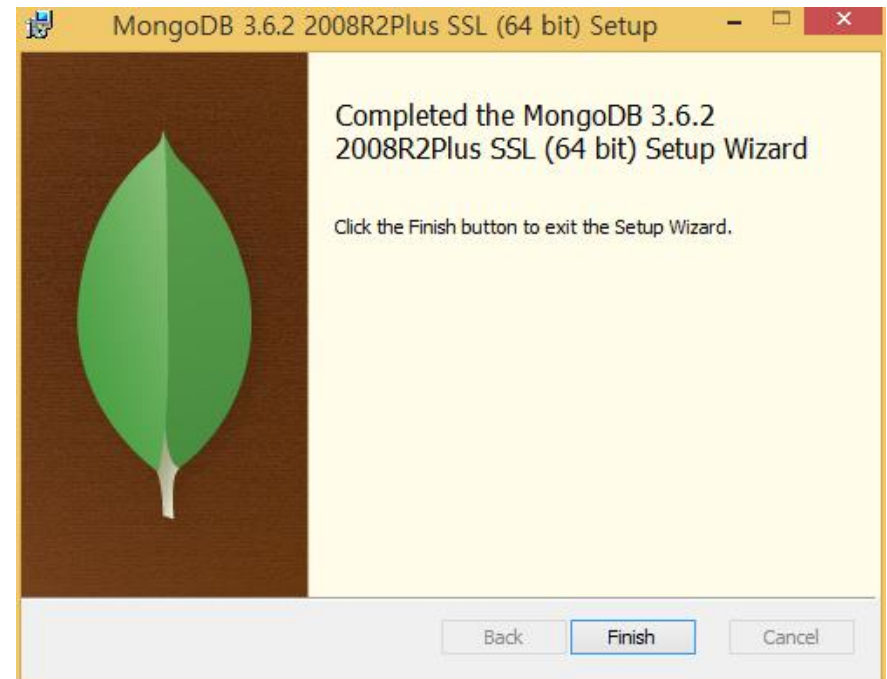 MongoDB 3.6.2 2008R2Plus SSL (64 bit) Setup
Completed the MongoDB 3.6.2
2008R2Plus SSL (64 bit) Setup Wizard
Click the Finish button to exit the Setup Wizard.
Back Finish Cancel